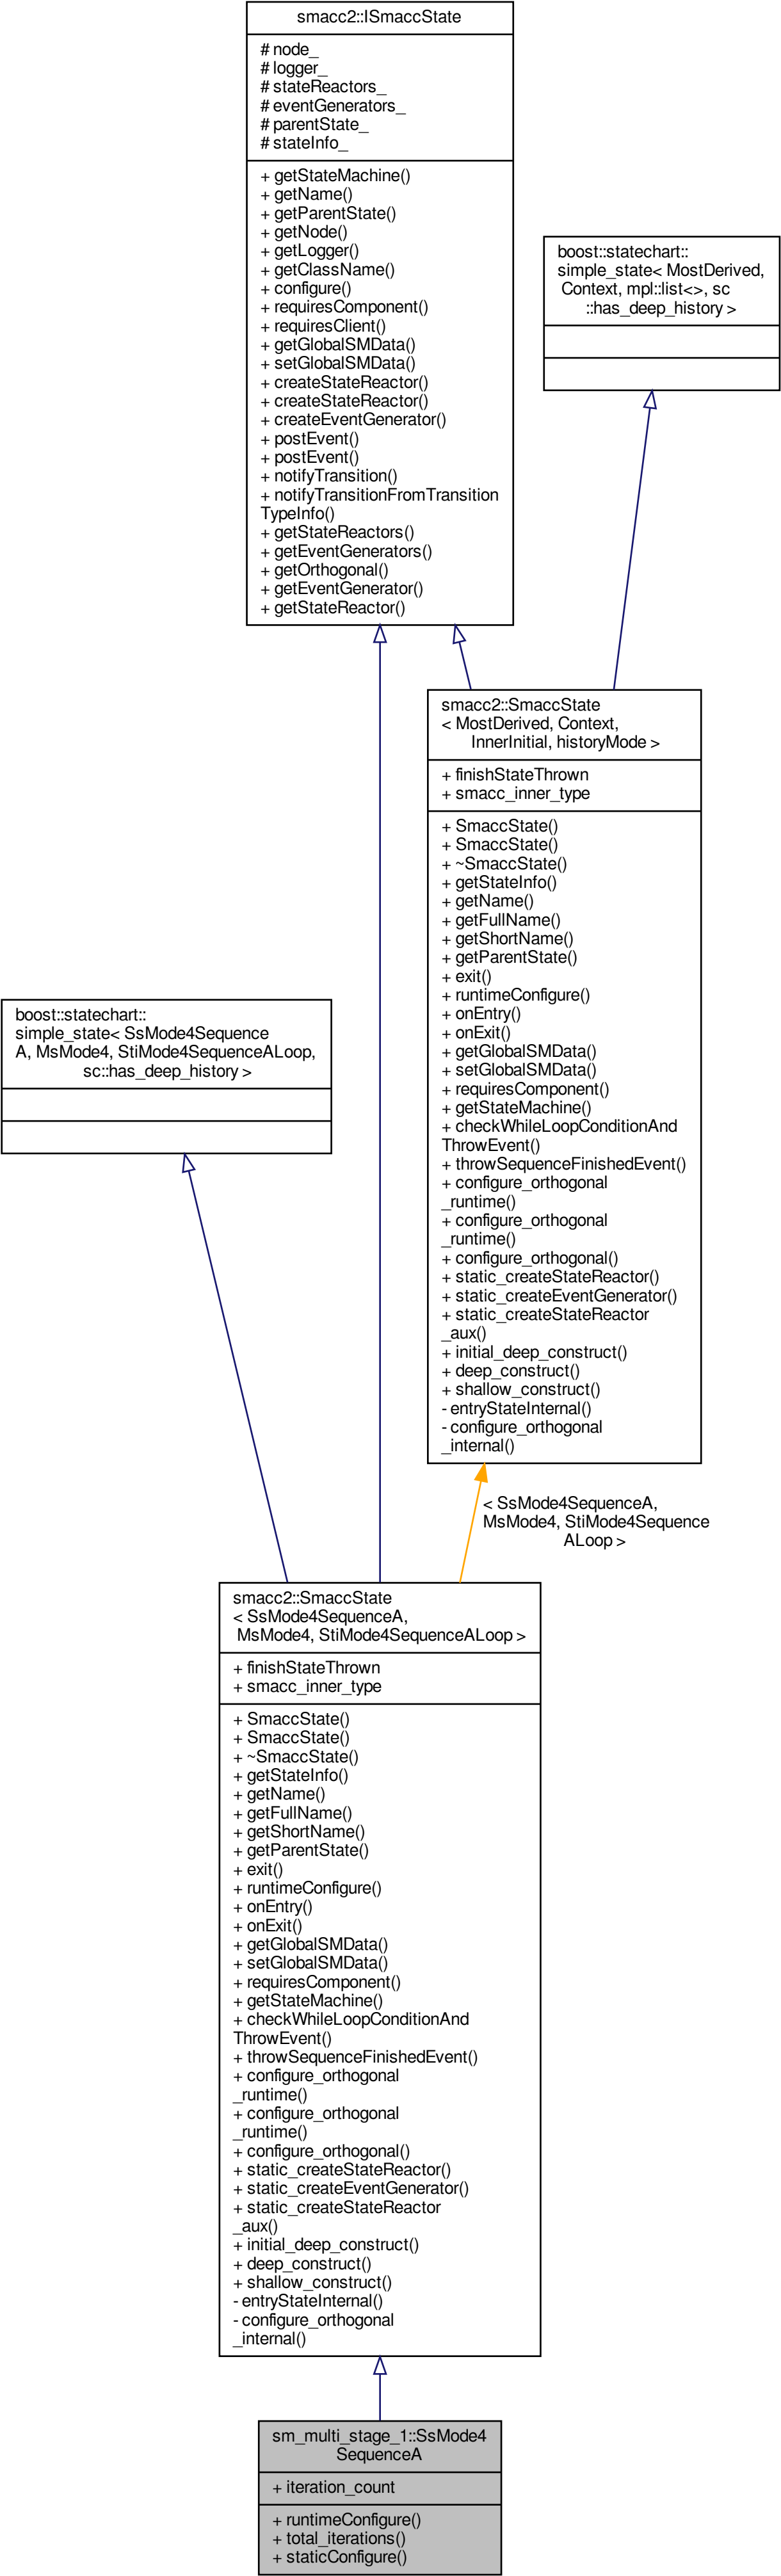 smacc2::ISmaccState
# node_
# logger_
# stateReactors_
# eventGenerators_
# parentState_
# stateInfo_
+ getStateMachine()
+ getName()
+ getParentState()
+ getNode()
+ getLogger()
+ getClassName()
+ configure()
+ requiresComponent()
+ requiresClient()
+ getGlobalSMData()
+ setGlobalSMData()
+ createStateReactor()
+ createStateReactor()
+ createEventGenerator()
+ postEvent()
+ postEvent()
+ notifyTransition()
+ notifyTransitionFromTransition
TypeInfo()
+ getStateReactors()
+ getEventGenerators()
+ getOrthogonal()
+ getEventGenerator()
+ getStateReactor()
boost::statechart::
simple_state< MostDerived,
Context, mpl::list<>, sc
::has_deep_history >
smacc2::SmaccState
< MostDerived, Context,
InnerInitial, historyMode >
+ finishStateThrown
+ smacc_inner_type
+ SmaccState()
+ SmaccState()
+ ~SmaccState()
+ getStateInfo()
+ getName()
+ getFullName()
+ getShortName()
+ getParentState()
+ exit()
+ runtimeConfigure()
+ onEntry()
+ onExit()
+ getGlobalSMData()
+ setGlobalSMData()
+ requiresComponent()
+ getStateMachine()
+ checkWhileLoopConditionAnd
ThrowEvent()
+ throwSequenceFinishedEvent()
+ configure_orthogonal
_runtime()
+ configure_orthogonal
_runtime()
+ configure_orthogonal()
+ static_createStateReactor()
+ static_createEventGenerator()
+ static_createStateReactor
_aux()
+ initial_deep_construct()
+ deep_construct()
+ shallow_construct()
- entryStateInternal()
- configure_orthogonal
_internal()
boost::statechart::
simple_state< SsMode4Sequence
A, MsMode4, StiMode4SequenceALoop,
sc::has_deep_history >
< SsMode4SequenceA,
MsMode4, StiMode4Sequence
ALoop >
smacc2::SmaccState
< SsMode4SequenceA,
MsMode4, StiMode4SequenceALoop >
+ finishStateThrown
+ smacc_inner_type
+ SmaccState()
+ SmaccState()
+ ~SmaccState()
+ getStateInfo()
+ getName()
+ getFullName()
+ getShortName()
+ getParentState()
+ exit()
+ runtimeConfigure()
+ onEntry()
+ onExit()
+ getGlobalSMData()
+ setGlobalSMData()
+ requiresComponent()
+ getStateMachine()
+ checkWhileLoopConditionAnd
ThrowEvent()
+ throwSequenceFinishedEvent()
+ configure_orthogonal
_runtime()
+ configure_orthogonal
_runtime()
+ configure_orthogonal()
+ static_createStateReactor()
+ static_createEventGenerator()
+ static_createStateReactor
_aux()
+ initial_deep_construct()
+ deep_construct()
+ shallow_construct()
- entryStateInternal()
- configure_orthogonal
_internal()
sm_multi_stage_1::SsMode4
SequenceA
+ iteration_count
+ runtimeConfigure()
+ total_iterations()
+ staticConfigure()